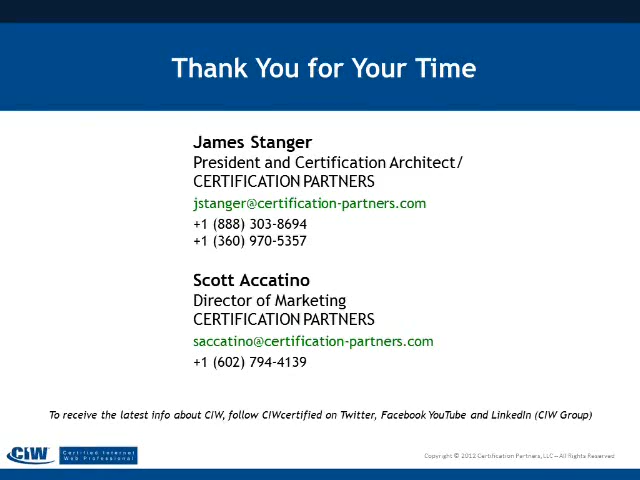 Thank You for Your Time
James Stanger
President and Certification Architect/
CERTIFICATION PARTNERS
jstanger@certification-partners.com
+1 (888) 303-8694
+1 (360) 970-5357
Scott Accatino
Director of Marketing
CERTIFICATION PARTNERS
saccatino@certification-partners.com
+1 (602) 794-4139
To receive the latest info about CIW, follow CIWcertified on Twitter, Facebook YouTube and LinkedIn (CIW Group)
CIW
Certified Internet
Web Professional
Copyright © 2012 Certification Partners, LLC – All Rights Reserved